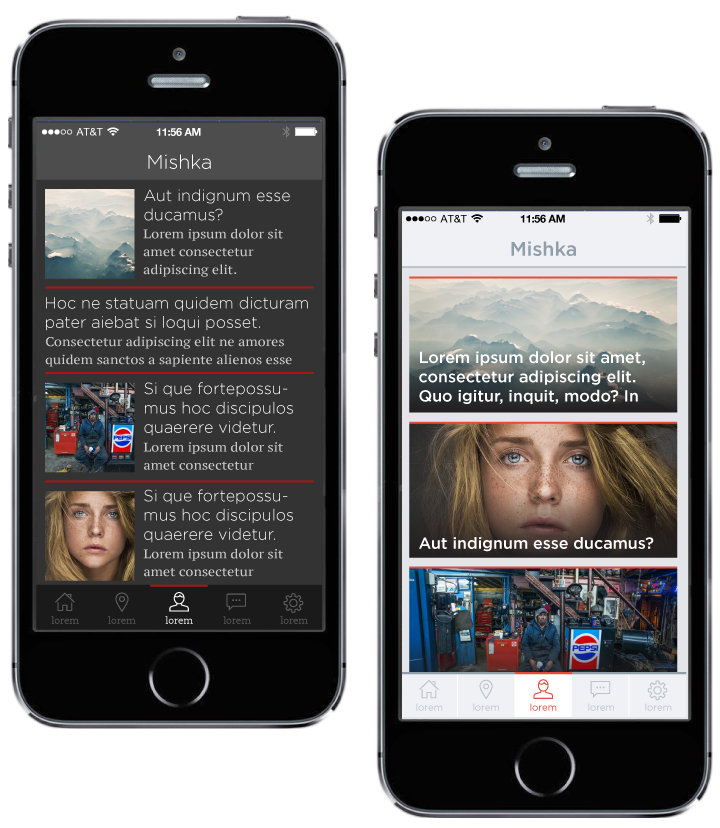 AT&T 11:56 AM
Mishka
Aut indignum esse
ducamus?
Lorem ipsum dolor sit
amet consectetur
adipiscing elit.
Hoc ne statuam quidem dicturam
pater aiebat si loqui posset.
Consectetur adipiscing elit ne amores
quidem sanctos a sapiente alienos esse
Si que fortepossu-
mus hoc discipulos
quaerere videtur.
Lorem ipsum dolor sit
amet consectetur
PEPSI
Si que fortepossu-
mus hoc discipulos
quaerere videtur.
Lorem ipsum dolor sit
amet consectetur
lorem lorem lorem lorem lorem
AT&T 11:56 AM
Mishka
Lorem ipsum dolor sit amet,
consectetur adipiscing elit.
Quo igitur, inquit, modo? In
Aut indignum esse ducamus?
PEPSI
lorem lorem lorem lorem lorem